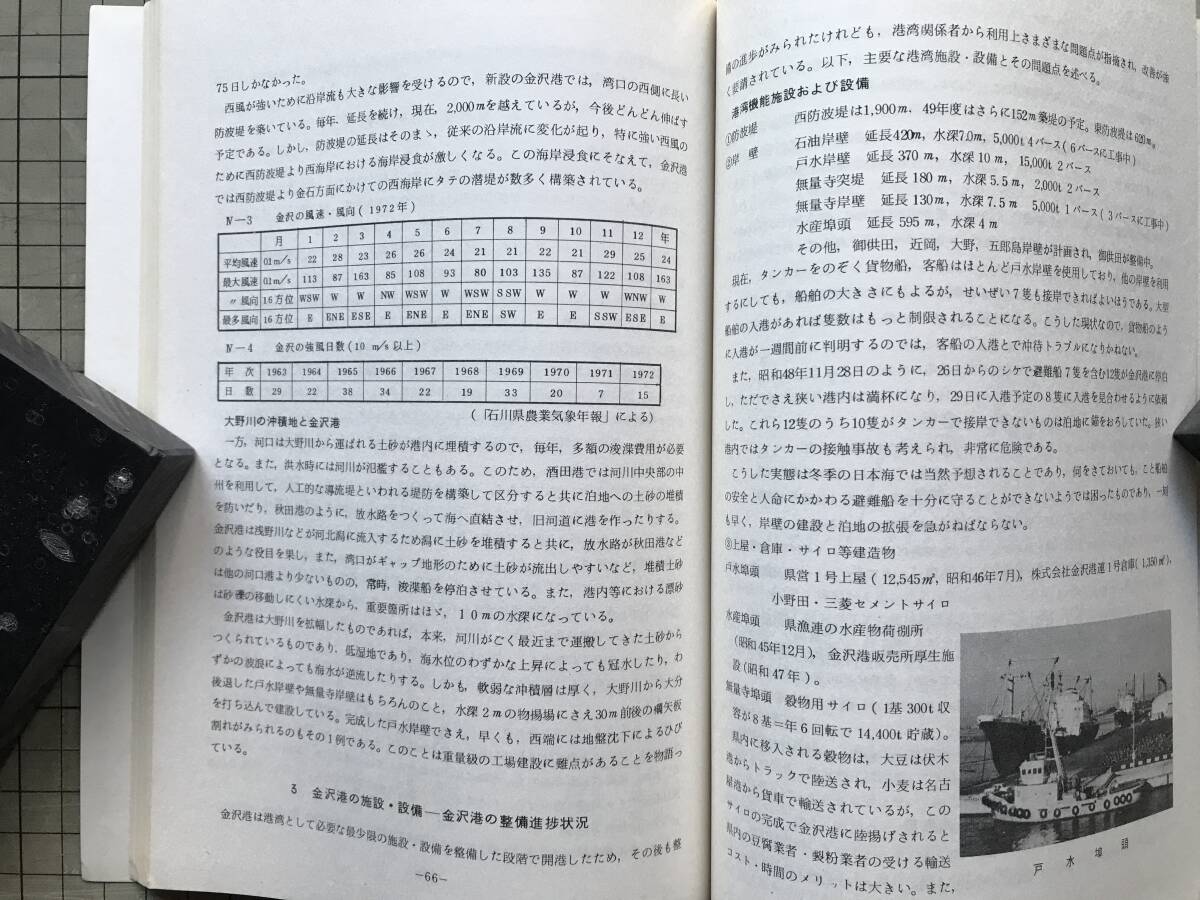 75日しかなかった。
西風が強いために沿岸流も大きな影響を受けるので，新設の金沢港では，湾口の西側に長い
防波堤を築いている。毎年，延長を続け，現在，2,000mを越えているが，今後どんどん伸ばす
予定である。しかし，防波堤の延長はそのまゝ，従来の沿岸流に変化が起り，特に強い西風の
ために西防波堤より西海岸における海岸浸食が激しくなる。この海岸浸食にそなえて，金沢港
では西防波堤より金石方面にかけての西海岸にタテの潜堤が数多く構築されている。
N—3 金沢の風速・風向(1972年)
月 1 2 3 4 5 6 7 8 9 10 11 12 年
平均風速 0.1m/s 22 28 23 26 26 24 21 21 21 21 24 25 24
最大風速 0.1m/s 113 87 163 85 108 93 80 103 135 87 122 108 163
〃風向 16方位 WSW W W NW WSW W WSW SSW W W W WNW W
最多風向 16方位 E ENE ESE E ENE E ENE SW E E SSW ESE E
N—4 金沢の強風日数(10 m/s以上)
年次 1963 1964 1965 1966 1967 1968 1969 1970 1971 1972
日数 29 22 38 34 22 19 33 20 7 15
(「石川県農業気象年報」による)
大野川の沖積地と金沢港
一方，河口は大野川から運ばれる土砂が港内に埋積するので，毎年，多額の浚渫費用が必要
となる。また，洪水時には河川が氾濫することもある。このため，酒田港では河川中央部の中
州を利用して，人工的な導流堤といわれる堤防を構築して区分すると共に泊地への土砂の堆積
を防いだり，秋田港のように，放水路をつくって海へ直結させ，旧河道に港を作ったりする。
金沢港は浅野川などが河北潟に流入するため潟に土砂を堆積すると共に，放水路が秋田港など
のような役目を果し，また，湾口がギャップ地形のために土砂が流出しやすいなど，堆積土砂
は他の河口港より少ないものの，常時，浚渫船を停泊させている。また，港内等における漂砂
は砂礫の移動しにくい水深から，重要箇所はほゞ，10mの水深になっている。
金沢港は大野川を拡幅したものであれば，本来，河川がごく最近まで運搬してきた土砂から
つくられているものであり，低湿地であり，海水位のわずかな上昇によっても冠水したり，わ
ずかの波浪によっても海水が逆流したりする。しかも，軟弱な沖積層は厚く，大野川から大分
後退した戸水岸壁や無量寺岸壁はもちろんのこと，水深2mの物揚場にさえ30m前後の鋼矢板
を打ち込んで建設している。完成した戸水岸壁でさえ，早くも，西端には地盤沈下によるひび
割れがみられるのもその1例である。このことは重量級の工場建設に難点があることを物語っ
ている。
3 金沢港の施設・設備—金沢港の整備進捗状況
金沢港は港湾として必要な最少限の施設・設備を整備した段階で開港したため，その後も整
—66—
備の進歩がみられたけれども，港湾関係者から利用上さまざまな問題点が指摘され，改善が強
く要請されている。以下，主要な港湾施設・設備とその問題点を述べる。
港湾機能施設および設備
①防波堤 西防波堤は1,900m．49年度はさらに152m築堤の予定。東防波堤は620m。
②岸壁 石油岸壁 延長420m，水深7.0m，5,000t 4バース(6バースに工事中)
戸水岸壁 延長370m，水深10m，15,000t 2バース
無量寺突堤 延長180m，水深5.5m，2,000t 2バース
無量寺岸壁 延長130m，水深7.5m 5,000t 1バース(3バースに工事中)
水産埠頭 延長595m，水深4m
その他，御供田，近岡，大野，五郎島岸壁が計画され，御供田が整備中。
現在，タンカーをのぞく貨物船，客船はほとんど戸水岸壁を使用しており，他の岸壁を利用
するにしても，船舶の大きさにもよるが，せいぜい7隻も接岸できればよいほうである。大型
船舶の入港があれば隻数はもっと制限されることになる。こうした現状なので，貨物船のよう
に入港が一週間前に判明するのでは，客船の入港とで沖待トラブルになりかねない。
また，昭和48年11月28日のように，26日からのシケで避難船7隻を含む12隻が金沢港に停泊
し，ただでさえ狭い港内は満杯になり，29日に入港予定の8隻に入港を見合わせるように依頼
した。これら12隻のうち10隻がタンカーで接岸できないものは泊地に錨をおろしていた。狭い
港内ではタンカーの接触事故も考えられ，非常に危険である。
こうした実態は冬季の日本海では当然予想されることであり，何をさておいても，こと船舶
の安全と人命にかかわる避難船を十分に守ることができないようでは困ったものであり，一刻
も早く，岸壁の建設と泊地の拡張を急がねばならない。
③上屋・倉庫・サイロ等建造物
戸水埠頭 県営1号上屋(12,545㎡，昭和46年7月)，株式会社金沢港運1号倉庫(1,350㎡)，
小野田・三菱セメントサイロ
水産埠頭 県漁連の水産物荷捌所
(昭和45年12月)，金沢港販売所厚生施
設(昭和47年)。
無量寺埠頭 穀物用サイロ(1基300t収
容が8基＝年6回転で14,400t貯蔵)。
県内に移入される穀物は，大豆は伏木
港からトラックで陸送され，小麦は名古
屋港から貨車で輸送されているが，この
サイロの完成で金沢港に陸揚げされると
県内の豆腐業者・製粉業者の受ける輸送
コスト・時間のメリットは大きい。また，
戸水埠頭